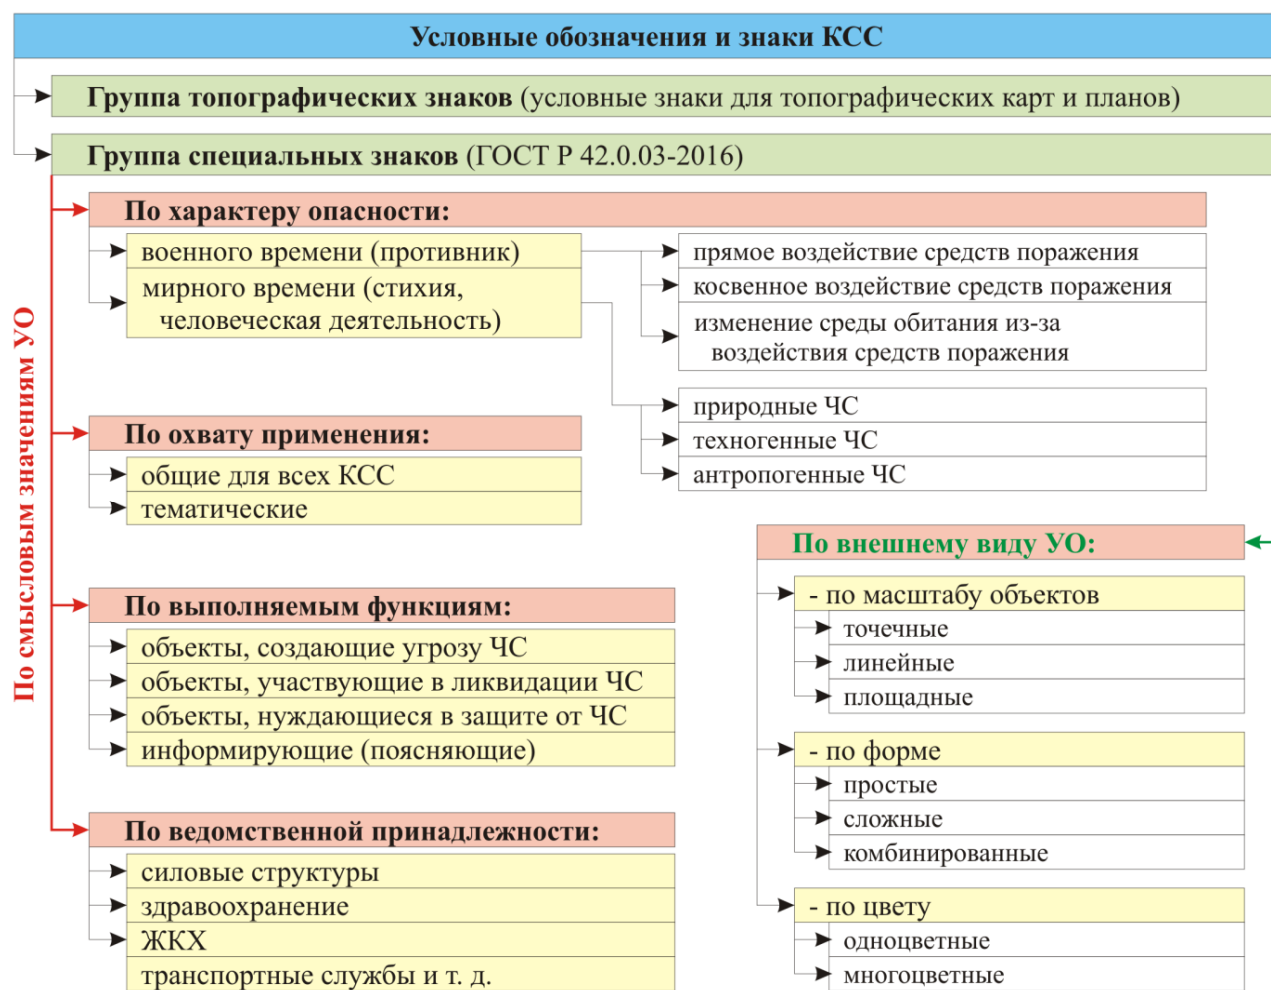 Условные обозначения и знаки КСС
Группа топографических знаков (условные знаки для топографических карт и планов)
Группа специальных знаков (ГОСТ Р 42.0.03-2016)
По смысловым значениям УО
По характеру опасности:
военного времени (противник)
мирного времени (стихия,
человеческая деятельность)
прямое воздействие средств поражения
косвенное воздействие средств поражения
изменение среды обитания из-за
воздействия средств поражения
природные ЧС
техногенные ЧС
антропогенные ЧС
По охвату применения:
общие для всех КСС
тематические
По выполняемым функциям:
объекты, создающие угрозу ЧС
объекты, участвующие в ликвидации ЧС
объекты, нуждающиеся в защите от ЧС
информирующие (поясняющие)
По ведомственной принадлежности:
силовые структуры
здравоохранение
ЖКХ
транспортные службы и т. д.
По внешнему виду УО:
- по масштабу объектов
точечные
линейные
площадные
- по форме
простые
сложные
комбинированные
- по цвету
одноцветные
многоцветные